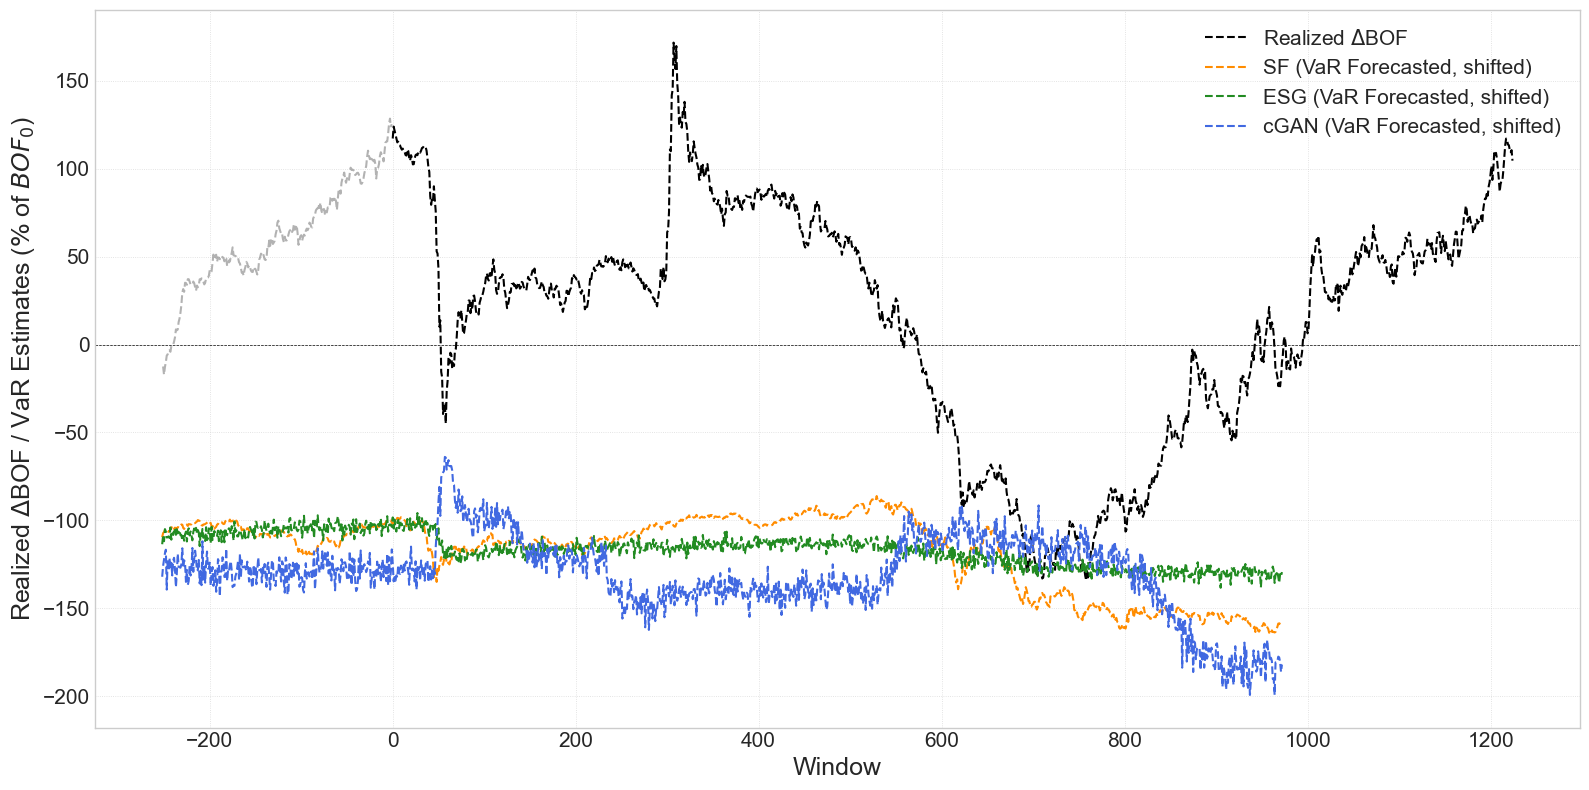 Realized ΔBOF / VaR Estimates (% of BOF₀)
150
100
50
0
−50
−100
−150
−200
Realized ΔBOF
SF (VaR Forecasted, shifted)
ESG (VaR Forecasted, shifted)
cGAN (VaR Forecasted, shifted)
−200
0
200
400
600
800
1000
1200
Window